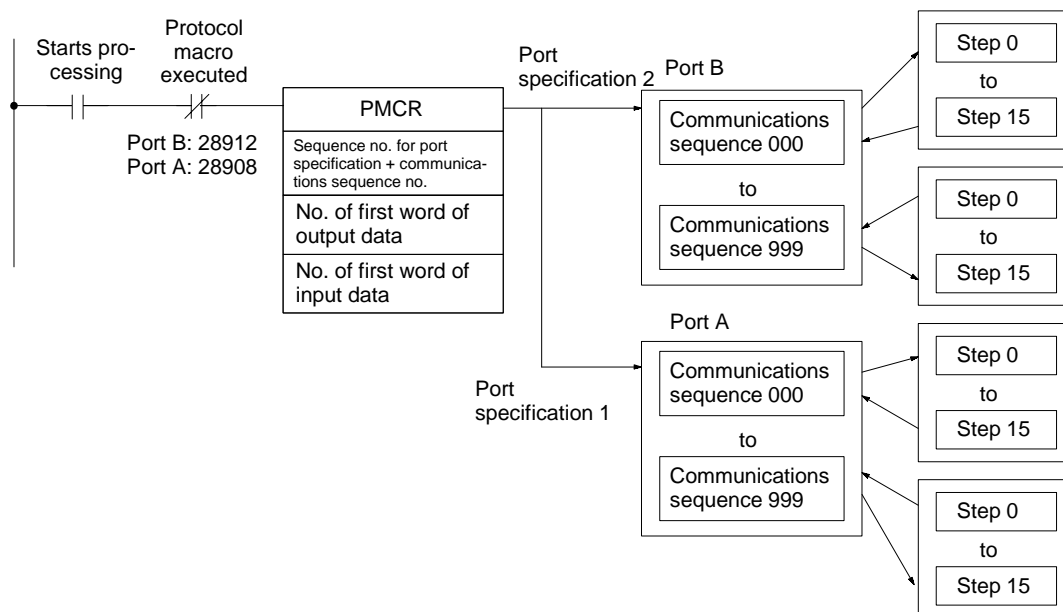 Starts pro-
cessing
Protocol
macro
executed
Port B: 28912
Port A: 28908
PMCR
Sequence no. for port
specification + communica-
tions sequence no.
No. of first word of
output data
No. of first word of
input data
Port
specification 2
Port B
Communications
sequence 000
to
Communications
sequence 999
Step 0
to
Step 15
Step 0
to
Step 15
Port
specification 1
Port A
Communications
sequence 000
to
Communications
sequence 999
Step 0
to
Step 15
Step 0
to
Step 15